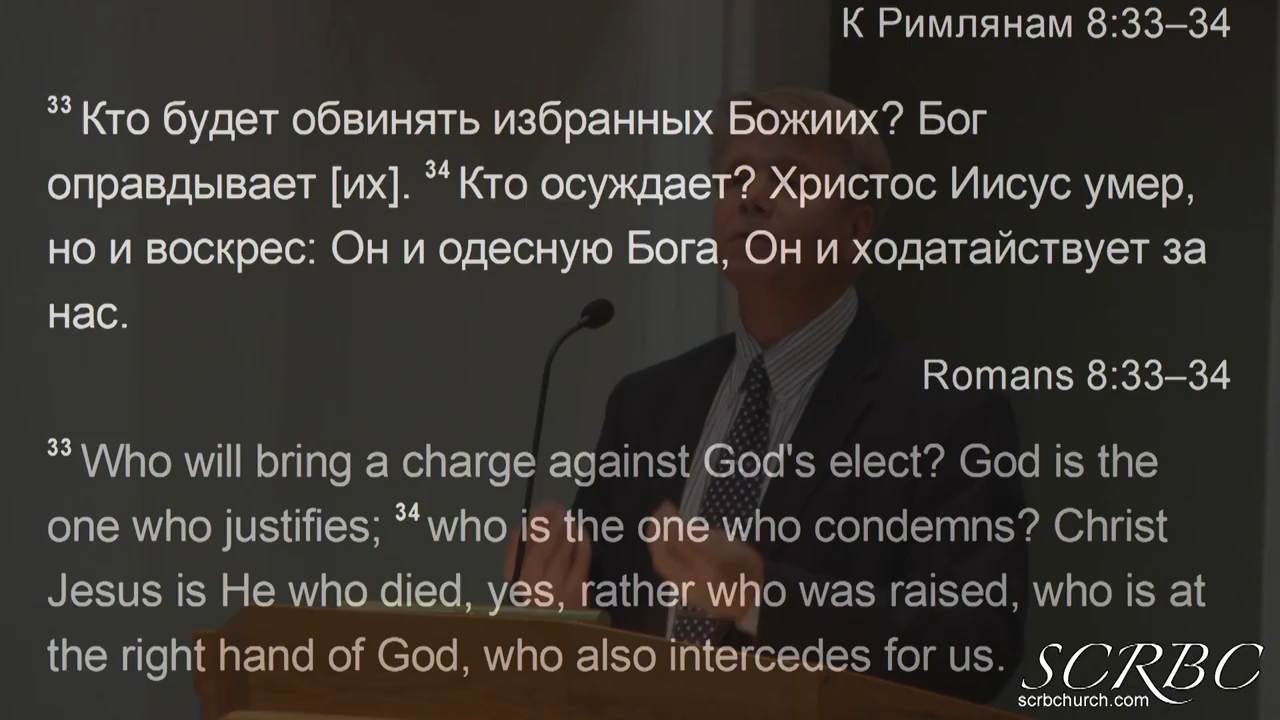 К Римлянам 8:33–34
33 Кто будет обвинять избранных Божиих? Бог
оправдывает [их]. 34 Кто осуждает? Христос Иисус умер,
но и воскрес: Он и одесную Бога, Он и ходатайствует за
нас.
Romans 8:33–34
33 Who will bring a charge against God's elect? God is the
one who justifies; 34 who is the one who condemns? Christ
Jesus is He who died, yes, rather who was raised, who is at
the right hand of God, who also intercedes for us.
SCRBC
scrbchurch.com